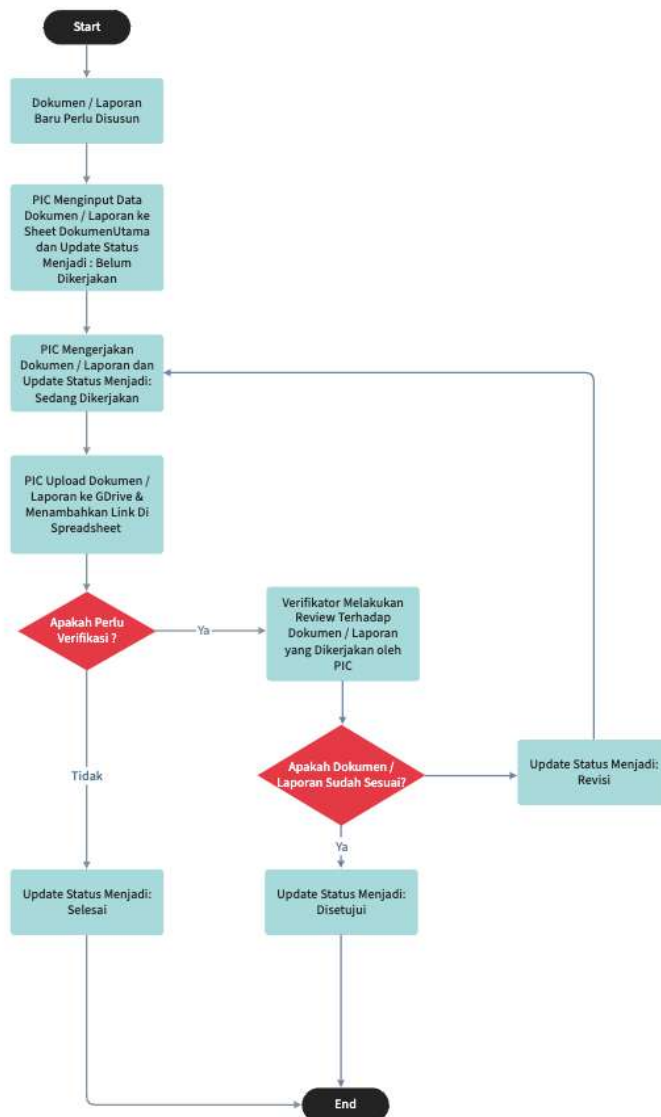 Start
Dokumen / Laporan
Baru Perlu Disusun
PIC Menginput Data
Dokumen / Laporan ke
Sheet DokumenUtama
dan Update Status
Menjadi : Belum
Dikerjakan
PIC Mengerjakan
Dokumen / Laporan dan
Update Status Menjadi:
Sedang Dikerjakan
PIC Upload Dokumen /
Laporan ke GDrive &
Menambahkan Link Di
Spreadsheet
Apakah Perlu
Verifikasi ?
Ya
Verifikator Melakukan
Review Terhadap
Dokumen / Laporan
yang Dikerjakan oleh
PIC
Tidak
Apakah Dokumen /
Laporan Sudah Sesuai?
Update Status Menjadi:
Revisi
Ya
Update Status Menjadi:
Selesai
Update Status Menjadi:
Disetujui
End